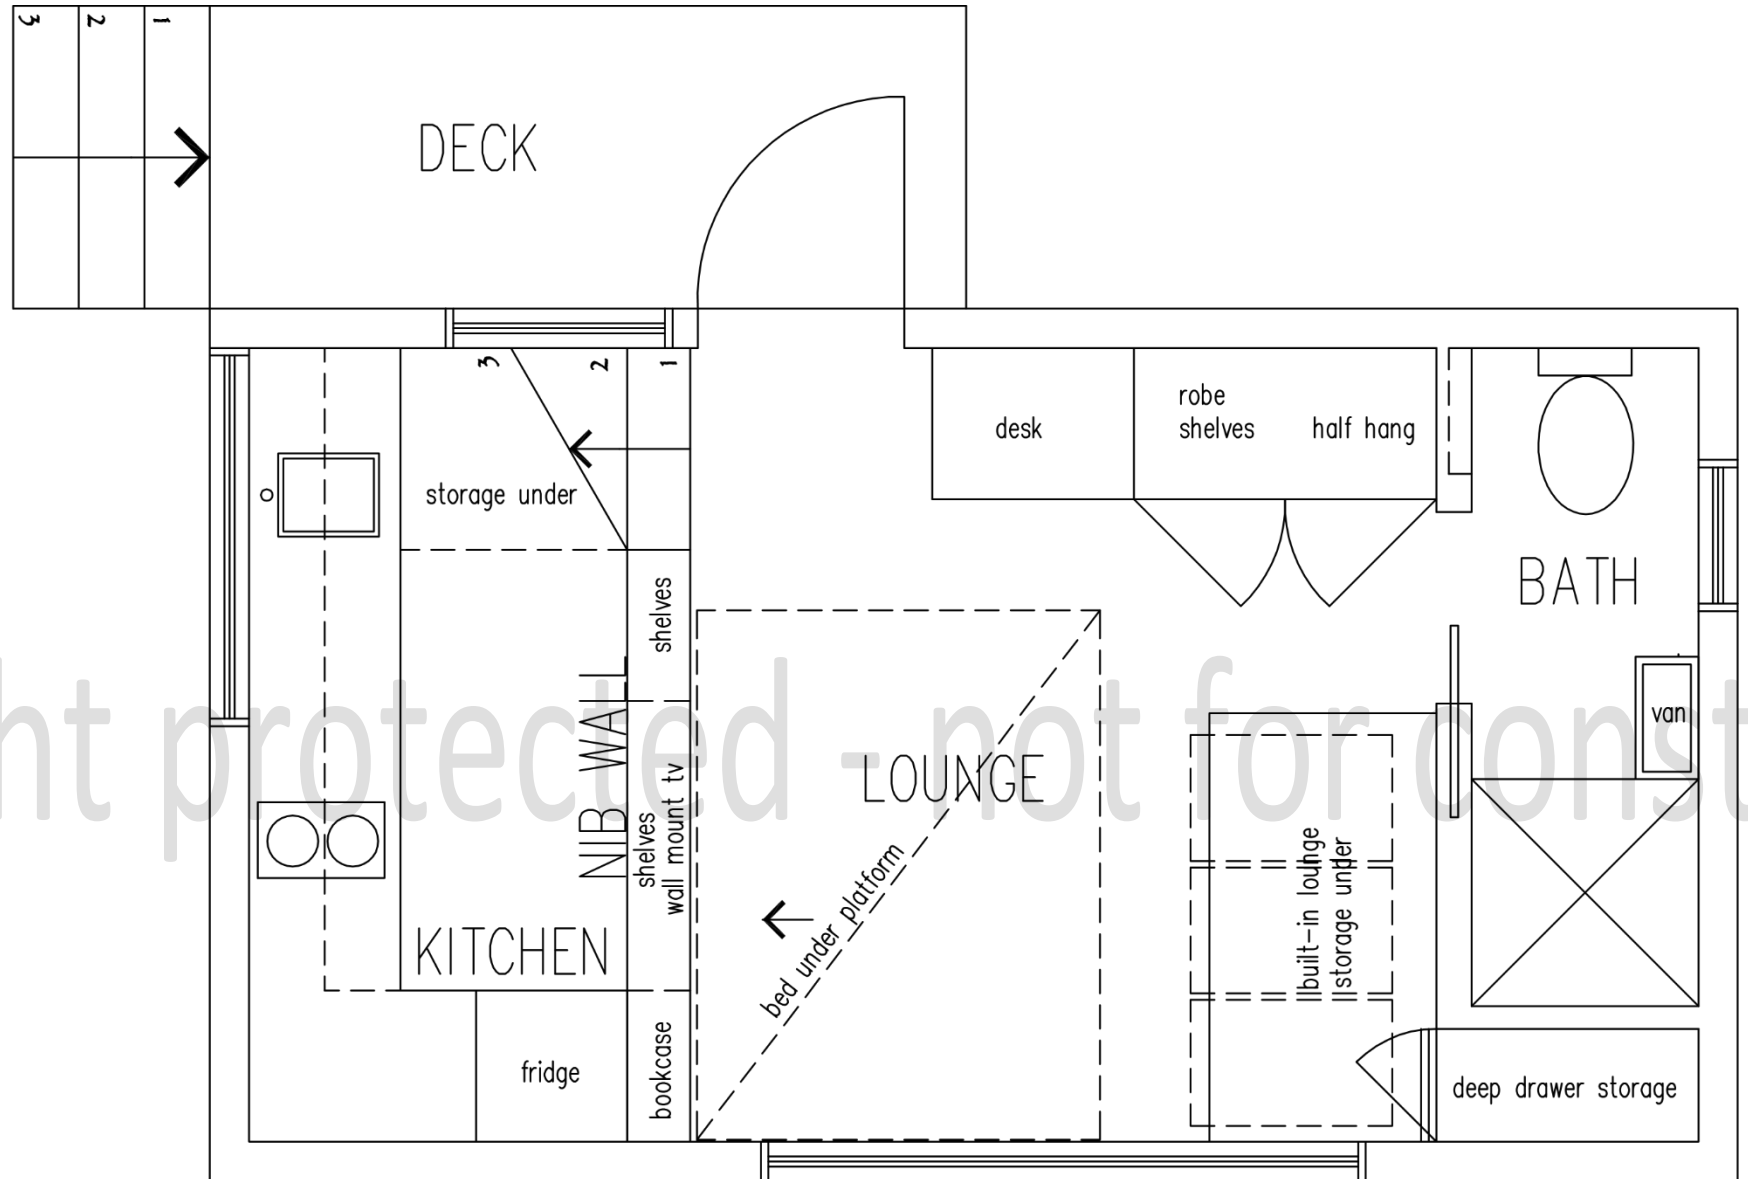 3 2 1
DECK
3 2 1
desk
robe
shelves
half hang
storage under
BATH
shelves
NIB WALL
van
LOUNGE
shelves
wall mount tv
bed under platform
built-in lounge
storage under
KITCHEN
fridge
bookcase
deep drawer storage
ht protected - not for const